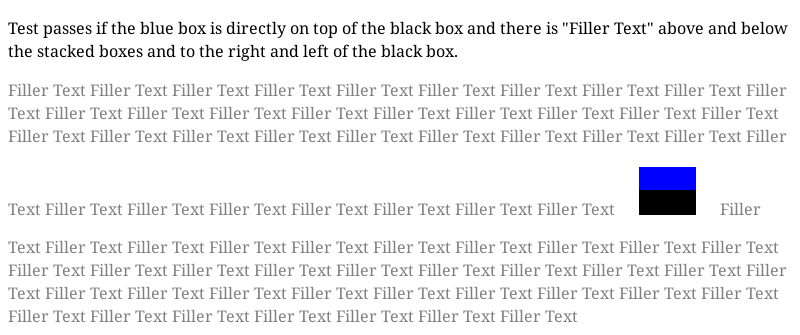 Test passes if the blue box is directly on top of the black box and there is "Filler Text" above and below
the stacked boxes and to the right and left of the black box.
Filler Text Filler Text Filler Text Filler Text Filler Text Filler Text Filler Text Filler Text Filler Text Filler
Text Filler Text Filler Text Filler Text Filler Text Filler Text Filler Text Filler Text Filler Text Filler Text
Filler Text Filler Text Filler Text Filler Text Filler Text Filler Text Filler Text Filler Text Filler Text Filler
Text Filler Text Filler Text Filler Text Filler Text Filler Text Filler Text Filler Text Filler
Text Filler Text Filler Text Filler Text Filler Text Filler Text Filler Text Filler Text Filler Text Filler Text
Filler Text Filler Text Filler Text Filler Text Filler Text Filler Text Filler Text Filler Text Filler Text Filler
Text Filler Text Filler Text Filler Text Filler Text Filler Text Filler Text Filler Text Filler Text Filler Text
Filler Text Filler Text Filler Text Filler Text Filler Text Filler Text Filler Text